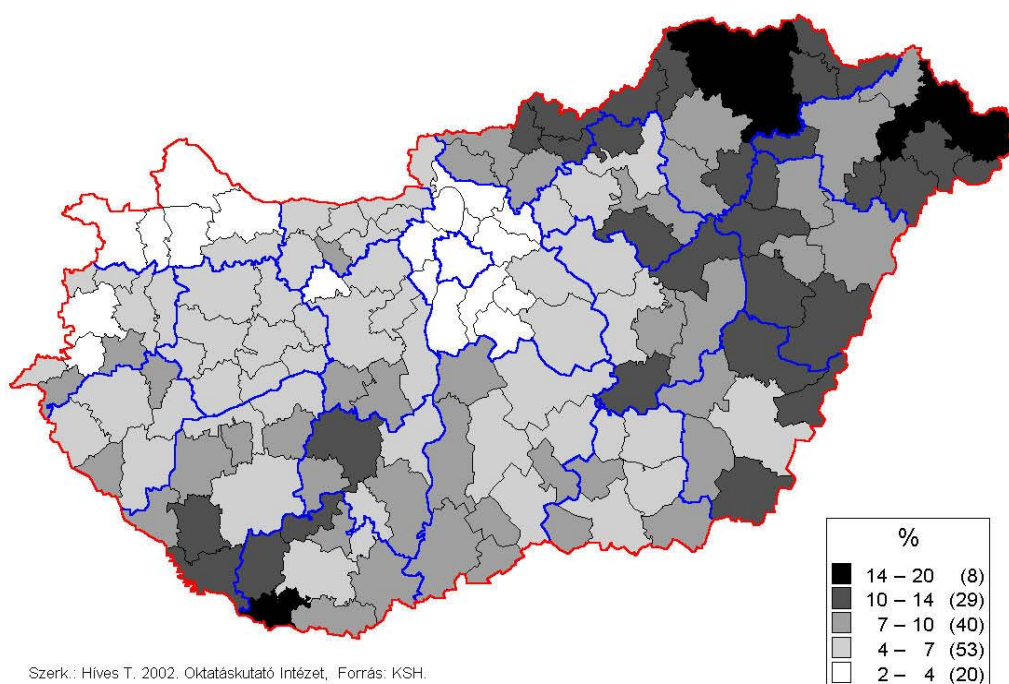 %
14 – 20 (8)
10 – 14 (29)
7 – 10 (40)
4 – 7 (53)
2 – 4 (20)
Szerk.: Híves T. 2002. Oktatáskutató Intézet, Forrás: KSH.